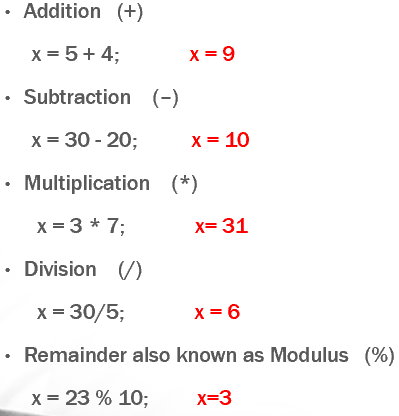 • Addition (+)
x = 5 + 4; x = 9
• Subtraction (–)
x = 30 - 20; x = 10
• Multiplication (*)
x = 3 * 7; x= 31
• Division (/)
x = 30/5; x = 6
• Remainder also known as Modulus (%)
x = 23 % 10; x=3